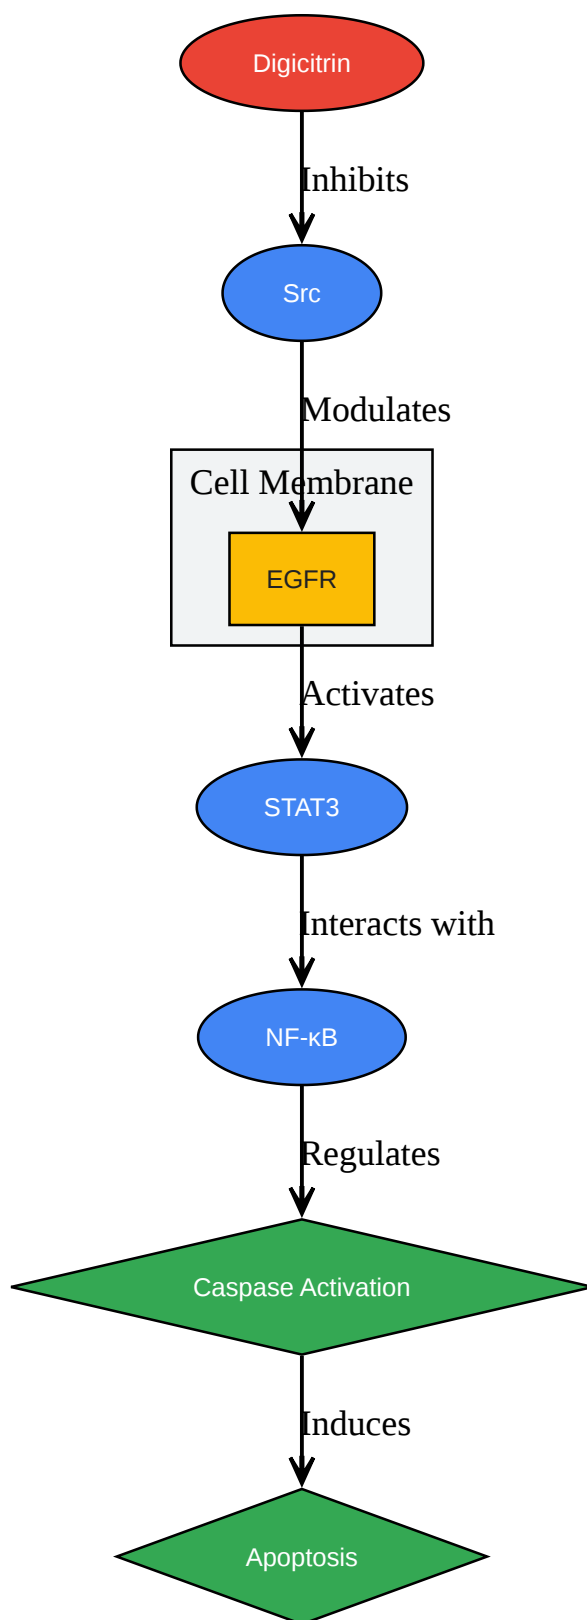 Digicitrin
Inhibits
Src
Modulates
Cell Membrane
EGFR
Activates
STAT3
Interacts with
NF-κB
Regulates
Caspase Activation
Induces
Apoptosis